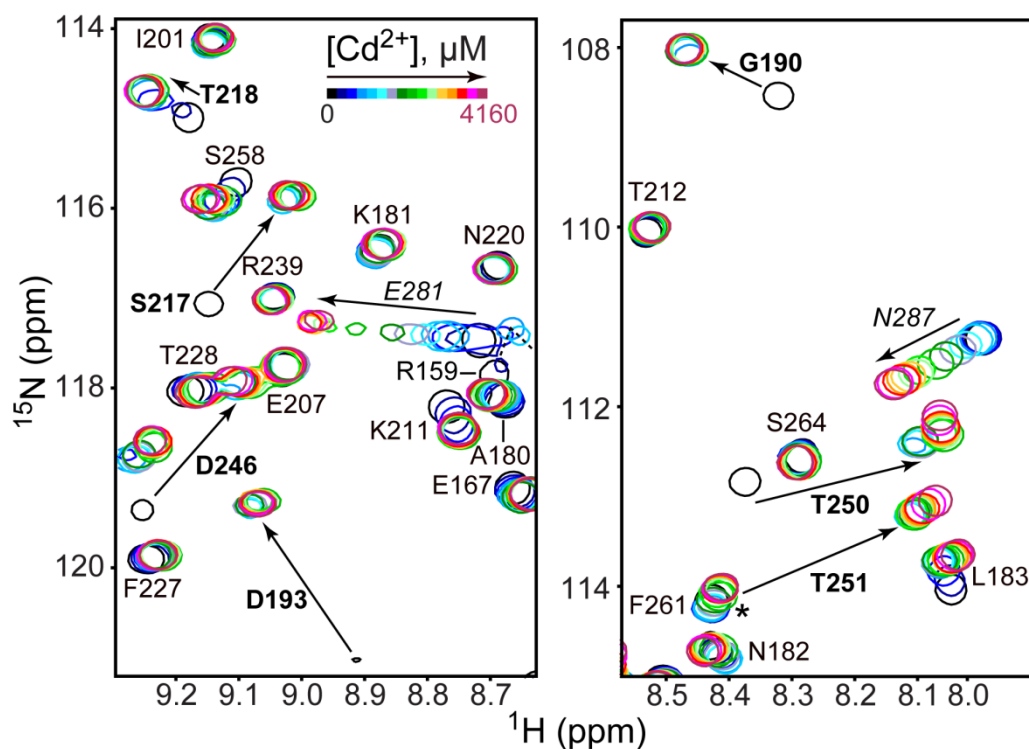 [Cd2+], µM
0
4160
15N (ppm)
114
116
118
120
I201
T218
S258
K181
N220
R239
E281
S217
T228
R159
E207
K211
A180
D246
E167
F227
D193
9.2
9.1
9.0
8.9
8.8
8.7
108
110
112
114
G190
T212
N287
S264
T250
T251
F261
*
L183
N182
8.5
8.4
8.3
8.2
8.1
8.0
1H (ppm)